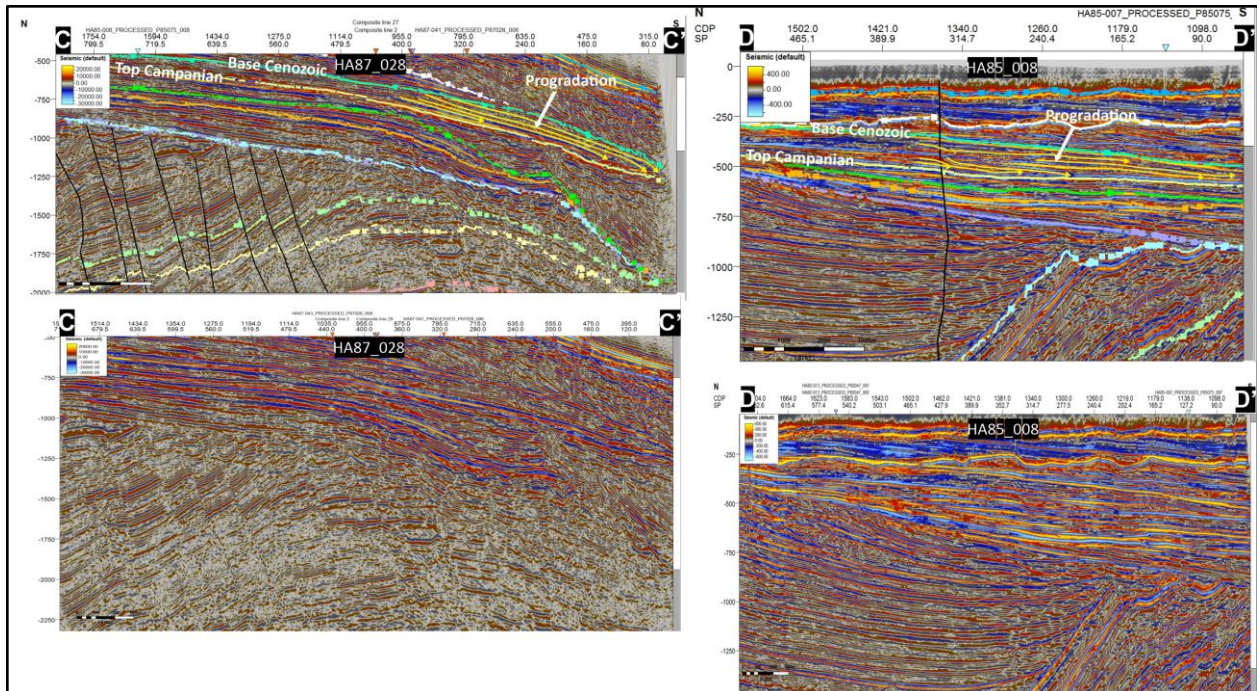 N
Composite line 27
S
HA85-008_PROCESSED_P85075_008
Composite line 2
HA87-041_PROCESSED_P87028_006
C
1754.0 1594.0 1434.0 1275.0 1114.0 955.0 795.0 635.0 475.0 315.0
799.5 719.5 639.5 560.0 479.5 400.0 320.0 240.0 160.0 80.0
C'
HA87_028
Seismic (default)
20000.00
10000.00
0.00
-10000.00
-20000.00
-30000.00
Top Campanian
Base Cenozoic
Progradation
-750
-1000
-1250
-1500
-1750
-2000
N
HA85-007_PROCESSED_P85075_
S
D
CDP 1502.0 1421.0 1340.0 1260.0 1179.0 1098.0
SP 465.1 389.9 314.7 240.4 165.2 90.0
D'
HA85_008
Seismic (default)
400.00
0.00
-400.00
0
-250
-500
-750
-1000
-1250
Base Cenozoic
Top Campanian
Progradation
C
1514.0 1434.0 1354.0 1275.0 1194.0 1114.0 1035.0 955.0 875.0 795.0 715.0 635.0 555.0 475.0 395.0
679.5 639.5 599.5 560.0 519.5 479.5 440.0 400.0 360.0 320.0 280.0 240.0 200.0 160.0 120.0
C'
HA87_028
Seismic (default)
-750
-1000
-1250
-1500
-1750
-2000
-2250
N
S
D
CDP 1664.0 1623.0 1583.0 1543.0 1502.0 1461.0 1421.0 1381.0 1340.0 1300.0 1260.0 1219.0 1179.0 1138.0 1098.0
SP 615.4 577.4 540.2 503.1 465.1 427.9 389.9 352.7 314.7 277.6 240.4 202.4 165.2 127.2 90.0
D'
HA85_008
Seismic (default)
-250
-500
-750
-1000
-1250